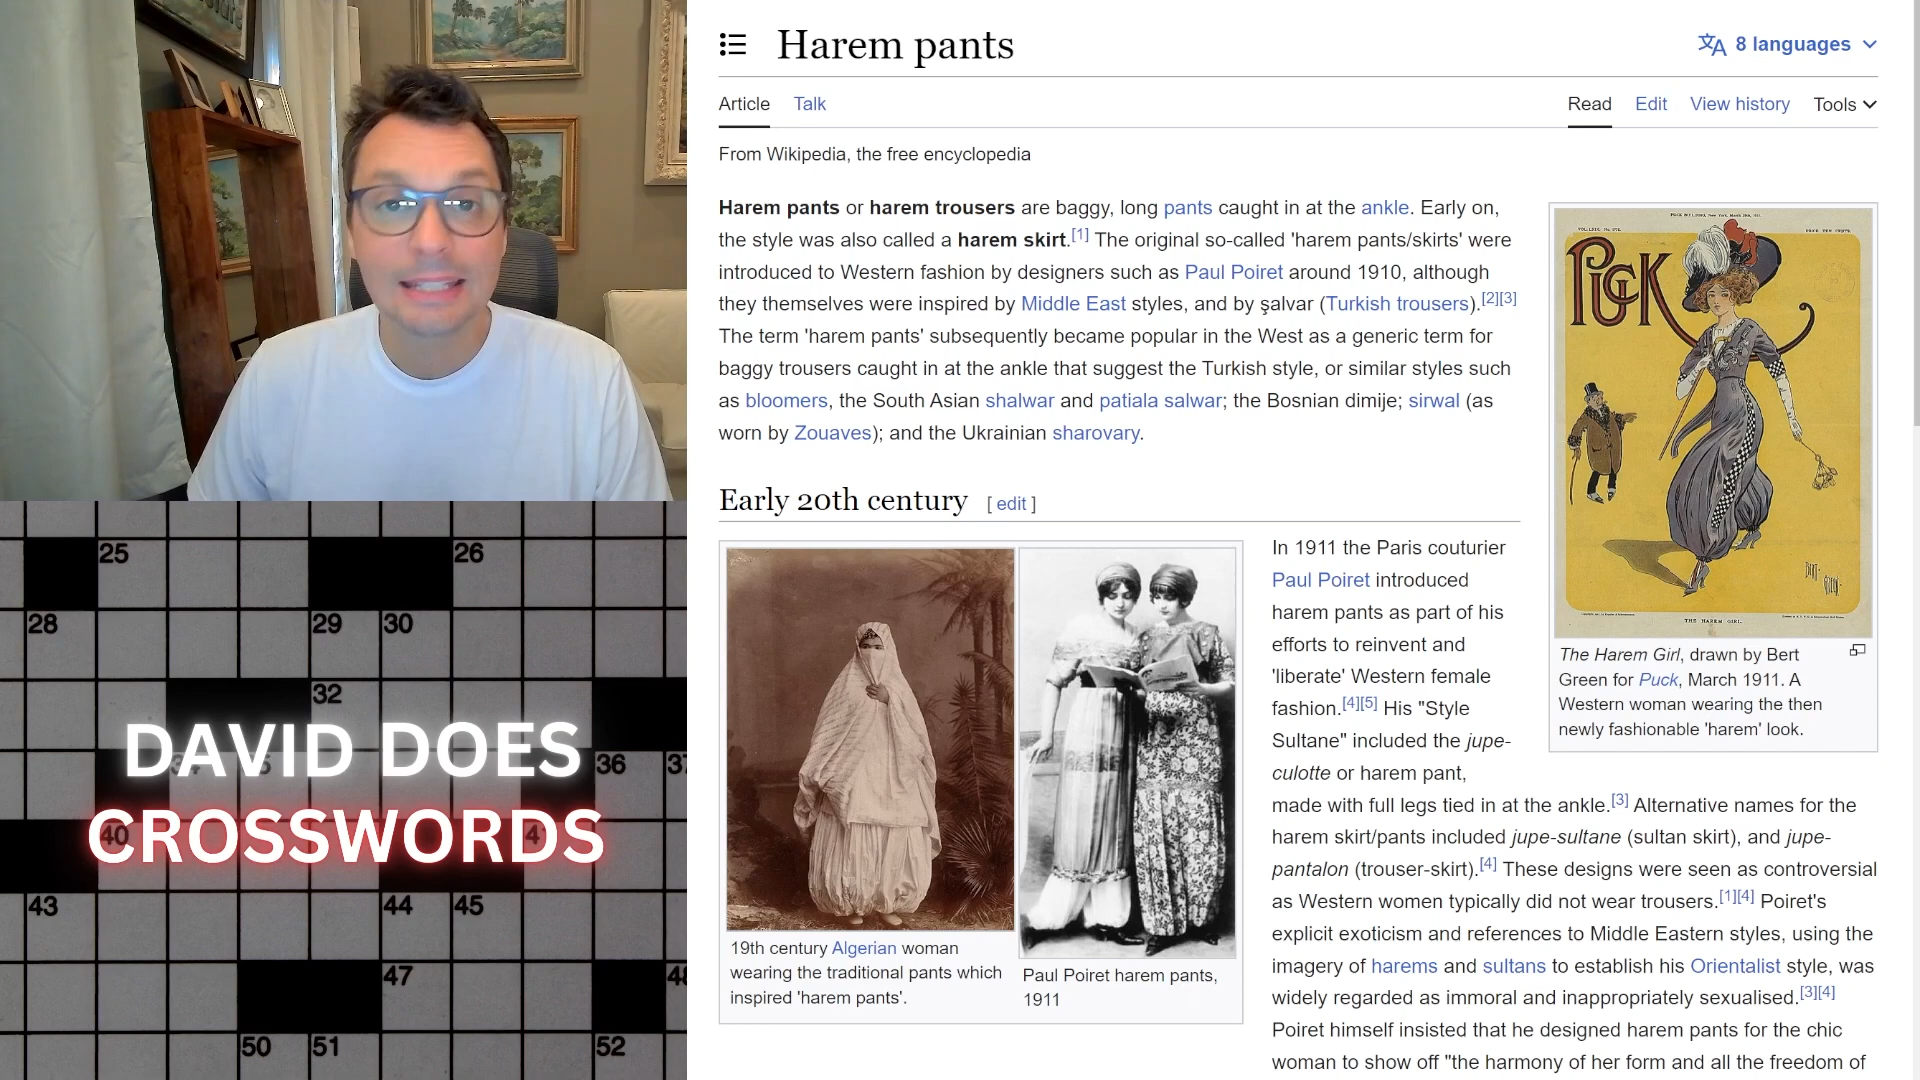 Harem pants
8 languages
Article Talk
Read Edit View history Tools
From Wikipedia, the free encyclopedia
Harem pants or harem trousers are baggy, long pants caught in at the ankle. Early on,
the style was also called a harem skirt.[1] The original so-called 'harem pants/skirts' were
introduced to Western fashion by designers such as Paul Poiret around 1910, although
they themselves were inspired by Middle East styles, and by şalvar (Turkish trousers).[2][3]
The term 'harem pants' subsequently became popular in the West as a generic term for
baggy trousers caught in at the ankle that suggest the Turkish style, or similar styles such
as bloomers, the South Asian shalwar and patiala salwar; the Bosnian dimije; sirwal (as
worn by Zouaves); and the Ukrainian sharovary.
PUCK
THE HAREM GIRL.
The Harem Girl, drawn by Bert
Green for Puck, March 1911. A
Western woman wearing the then
newly fashionable 'harem' look.
Early 20th century [ edit ]
19th century Algerian woman
wearing the traditional pants which
inspired 'harem pants'.
Paul Poiret harem pants,
1911
In 1911 the Paris couturier
Paul Poiret introduced
harem pants as part of his
efforts to reinvent and
'liberate' Western female
fashion.[4][5] His "Style
Sultane" included the jupe-
culotte or harem pant,
made with full legs tied in at the ankle.[3] Alternative names for the
harem skirt/pants included jupe-sultane (sultan skirt), and jupe-
pantalon (trouser-skirt).[4] These designs were seen as controversial
as Western women typically did not wear trousers.[1][4] Poiret's
explicit exoticism and references to Middle Eastern styles, using the
imagery of harems and sultans to establish his Orientalist style, was
widely regarded as immoral and inappropriately sexualised.[3][4]
Poiret himself insisted that he designed harem pants for the chic
woman to show off "the harmony of her form and all the freedom of
25 26
28 29 30
32
DAVID DOES
36 37
CROSSWORDS
40
43 44 45
47
50 51 52